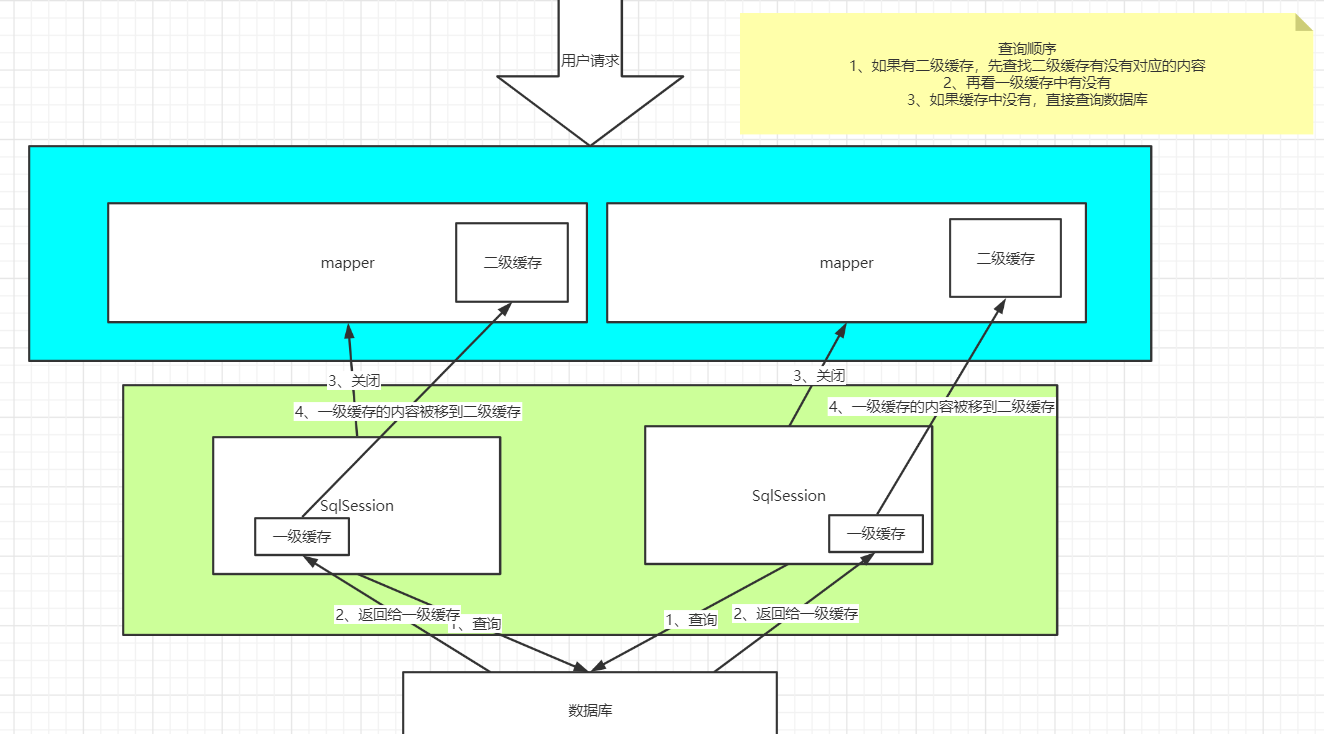 用户请求
查询顺序
1、如果有二级缓存，先查找二级缓存有没有对应的内容
2、再看一级缓存中有没有
3、如果缓存中没有，直接查询数据库
mapper
二级缓存
mapper
二级缓存
3、关闭
3、关闭
4、一级缓存的内容被移到二级缓存
4、一级缓存的内容被移到二级缓存
SqlSession
一级缓存
SqlSession
一级缓存
2、返回给一级缓存
1、查询
1、查询
2、返回给一级缓存
数据库